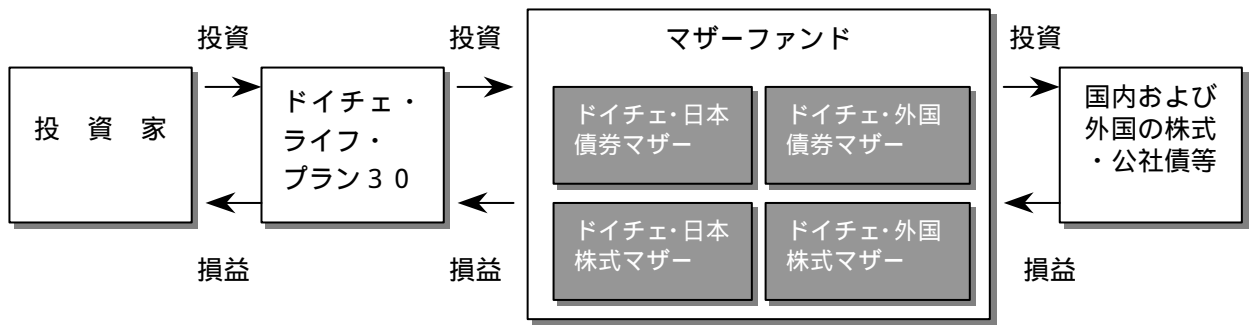 投資
投資
マザーファンド
投資
投　資　家
ドイチェ・
ライフ・
プラン３０
ドイチェ・日本
債券マザー
ドイチェ・外国
債券マザー
ドイチェ・日本
株式マザー
ドイチェ・外国
株式マザー
国内および
外国の株式
・公社債等
損益
損益
損益